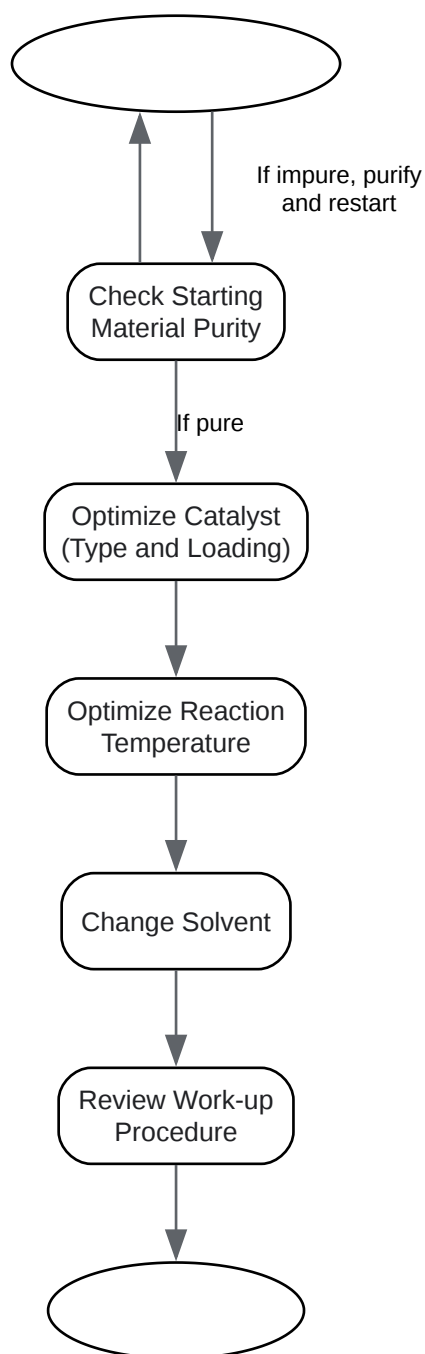 If impure, purify
and restart
Check Starting
Material Purity
If pure
Optimize Catalyst
(Type and Loading)
Optimize Reaction
Temperature
Change Solvent
Review Work-up
Procedure